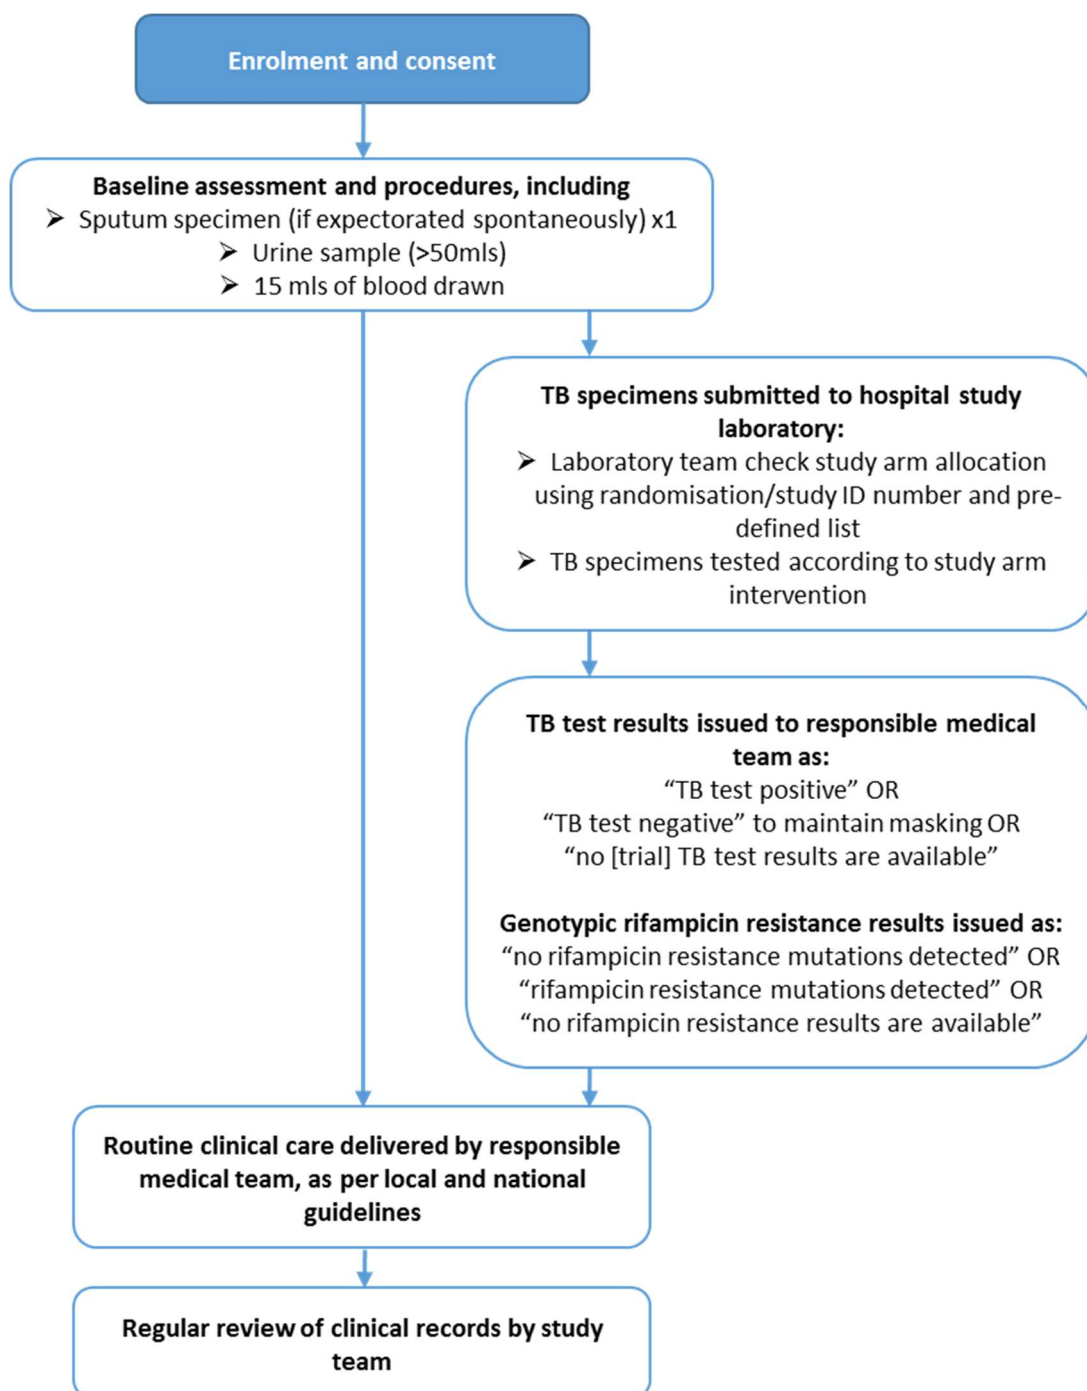 Enrolment and consent
Baseline assessment and procedures, including
➢ Sputum specimen (if expectorated spontaneously) x1
➢ Urine sample (>50mls)
➢ 15 mls of blood drawn
TB specimens submitted to hospital study
laboratory:
➢ Laboratory team check study arm allocation
using randomisation/study ID number and pre-
defined list
➢ TB specimens tested according to study arm
intervention
TB test results issued to responsible medical
team as:
“TB test positive” OR
“TB test negative” to maintain masking OR
“no [trial] TB test results are available”
Genotypic rifampicin resistance results issued as:
“no rifampicin resistance mutations detected” OR
“rifampicin resistance mutations detected” OR
“no rifampicin resistance results are available”
Routine clinical care delivered by responsible
medical team, as per local and national
guidelines
Regular review of clinical records by study
team